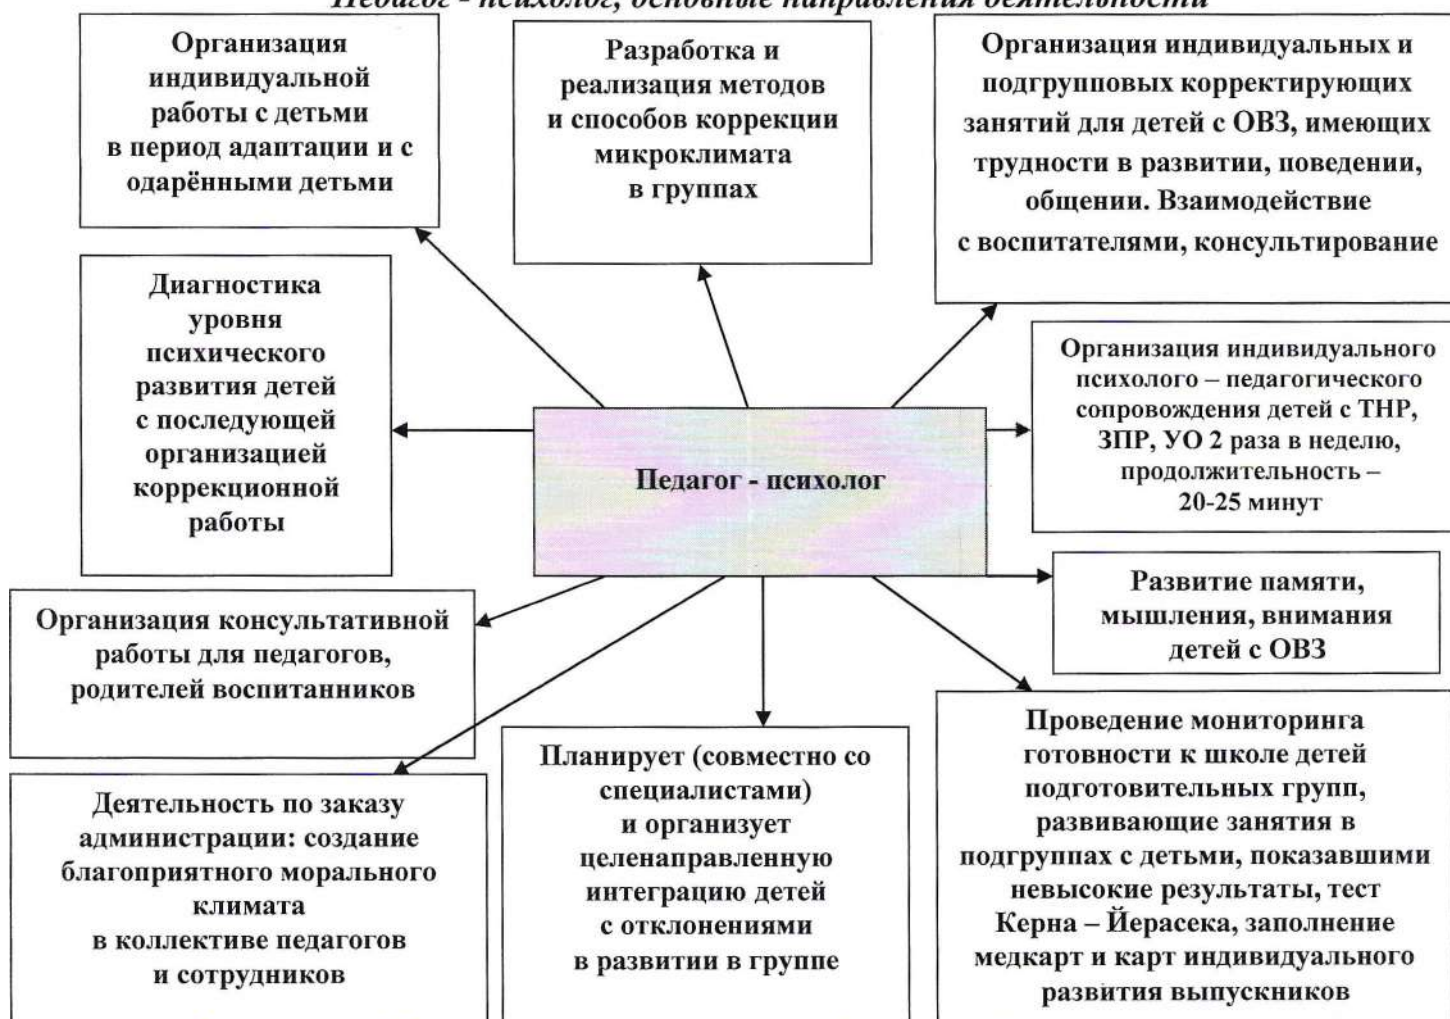 Педагог - психолог, основные направления деятельности
Организация
индивидуальной
работы с детьми
в период адаптации и с
одарёнными детьми
Разработка и
реализация методов
и способов коррекции
микроклимата
в группах
Организация индивидуальных и
подгрупповых корректирующих
занятий для детей с ОВЗ, имеющих
трудности в развитии, поведении,
общении. Взаимодействие
с воспитателями, консультирование
Диагностика
уровня
психического
развития детей
с последующей
организацией
коррекционной
работы
Организация индивидуального
психолого – педагогического
сопровождения детей с ТНР,
ЗПР, УО 2 раза в неделю,
продолжительность –
20-25 минут
Педагог - психолог
Развитие памяти,
мышления, внимания
детей с ОВЗ
Организация консультативной
работы для педагогов,
родителей воспитанников
Деятельность по заказу
администрации: создание
благоприятного морального
климата
в коллективе педагогов
и сотрудников
Планирует (совместно со
специалистами)
и организует
целенаправленную
интеграцию детей
с отклонениями
в развитии в группе
Проведение мониторинга
готовности к школе детей
подготовительных групп,
развивающие занятия в
подгруппах с детьми, показавшими
невысокие результаты, тест
Керна – Йерасека, заполнение
медкарт и карт индивидуального
развития выпускников